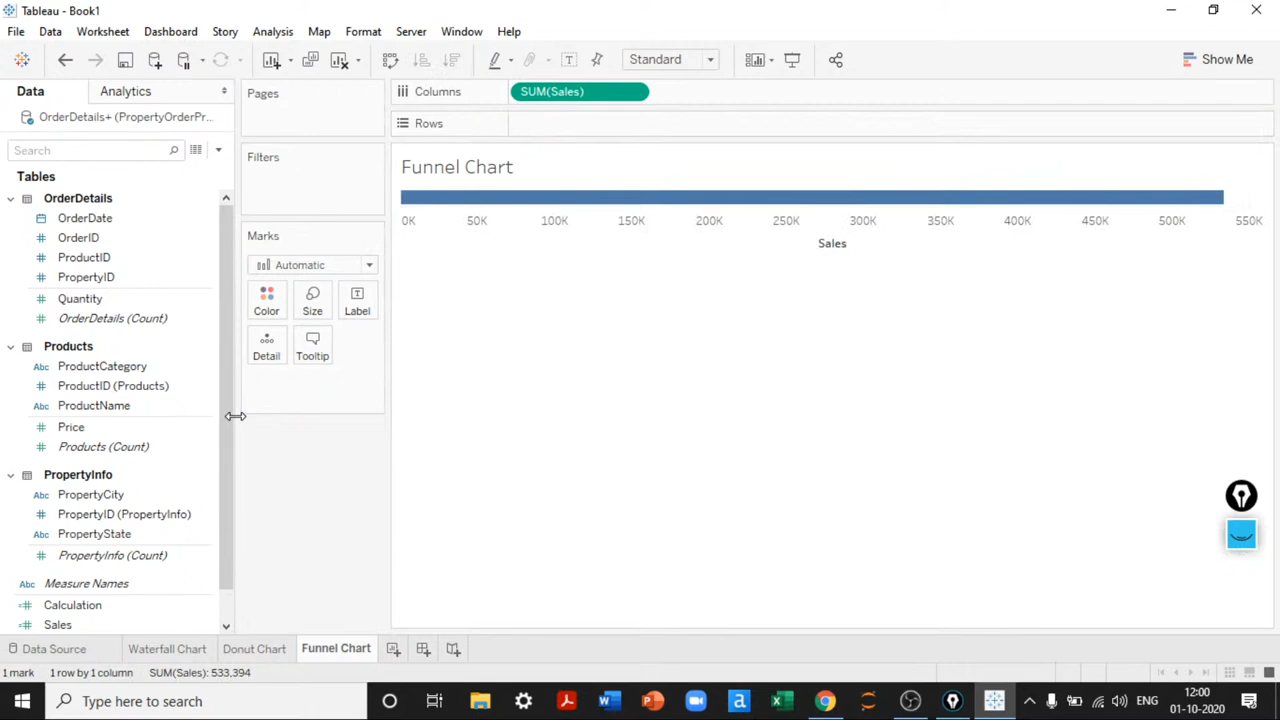 Tableau - Book1
File Data Worksheet Dashboard Story Analysis Map Format Server Window Help
Standard
Show Me
Data Analytics
OrderDetails+ (PropertyOrderPr...
Search
Tables
OrderDetails
OrderDate
OrderID
ProductID
PropertyID
Quantity
OrderDetails (Count)
Products
Abc ProductCategory
ProductID (Products)
Abc ProductName
Price
Products (Count)
PropertyInfo
Abc PropertyCity
PropertyID (PropertyInfo)
Abc PropertyState
PropertyInfo (Count)
Abc Measure Names
Calculation
Sales
Pages
Filters
Marks
Automatic
Color Size Label
Detail Tooltip
Columns SUM(Sales)
Rows
Funnel Chart
0K 50K 100K 150K 200K 250K 300K 350K 400K 450K 500K 550K
Sales
Data Source Waterfall Chart Donut Chart Funnel Chart
1 mark 1 row by 1 column SUM(Sales): 533,394
Type here to search
ENG
12:00
01-10-2020